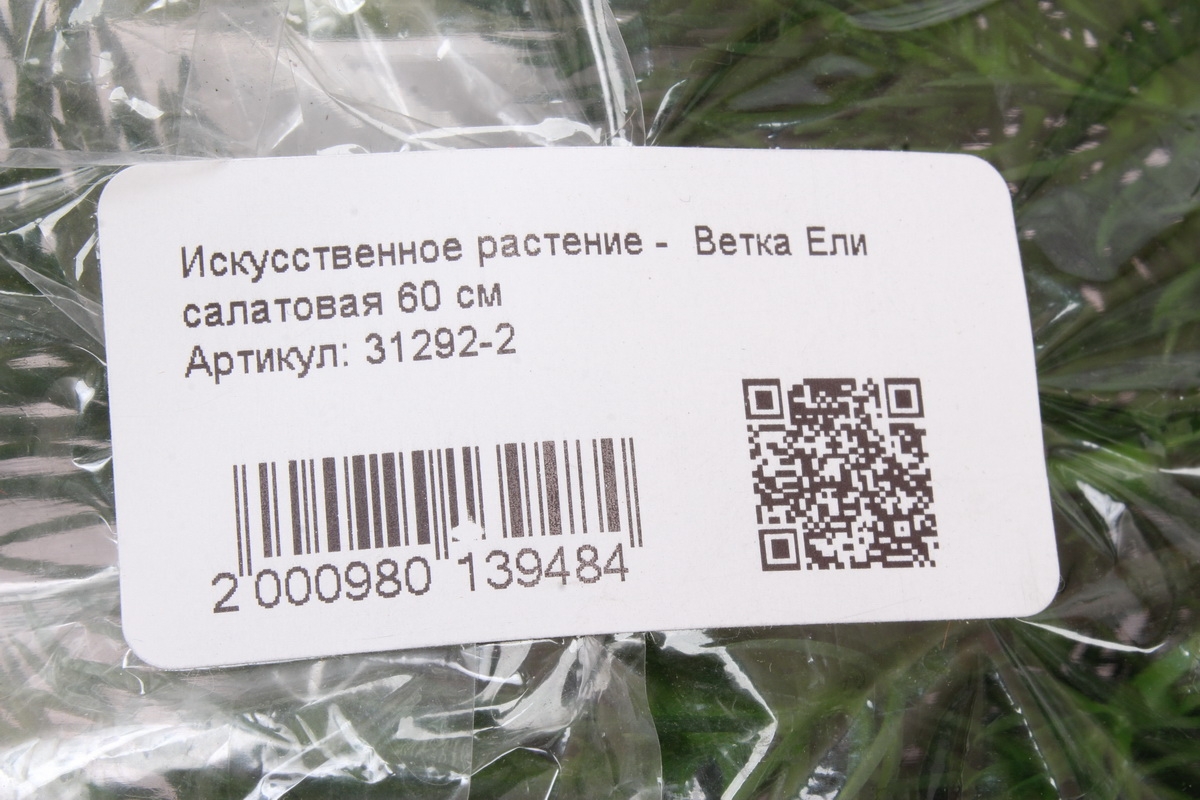 Искусственное растение - Ветка Ели
салатовая 60 см
Артикул: 31292-2
2 000980 139484